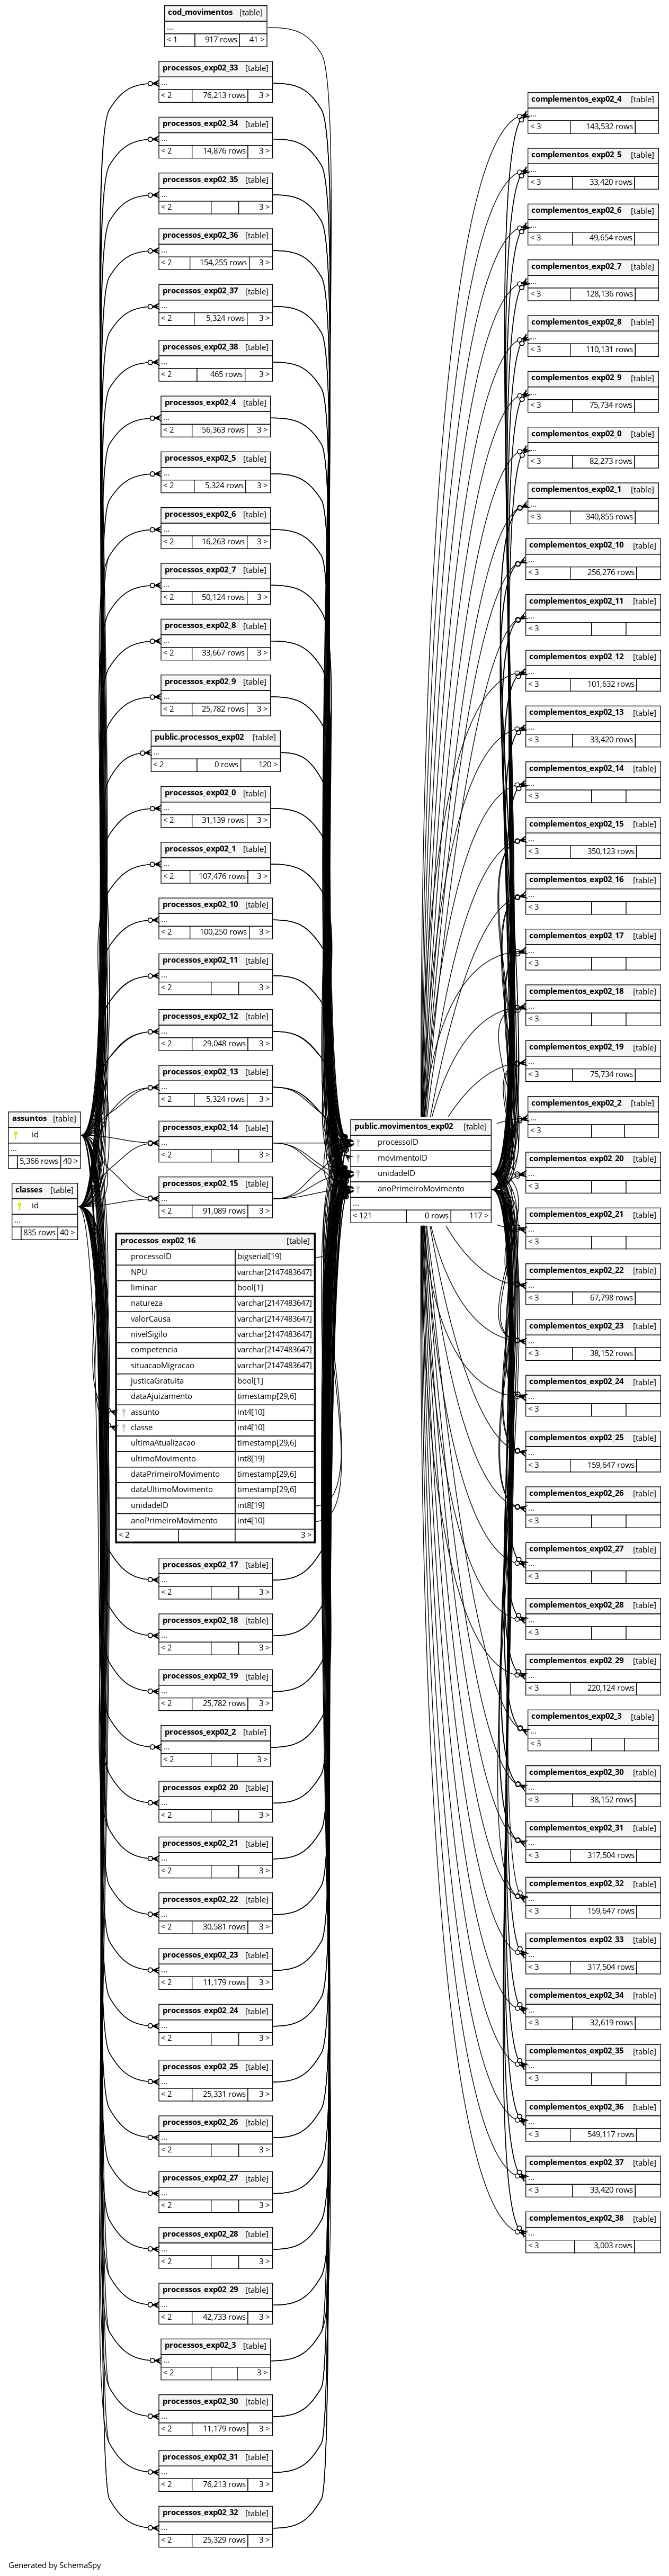 cod_movimentos [table]
...
< 1 917 rows 41 >
processos_exp02_33 [table]
...
< 2 76,213 rows 3 >
processos_exp02_34 [table]
...
< 2 14,876 rows 3 >
processos_exp02_35 [table]
...
< 2 3 >
processos_exp02_36 [table]
...
< 2 154,255 rows 3 >
processos_exp02_37 [table]
...
< 2 5,324 rows 3 >
processos_exp02_38 [table]
...
< 2 465 rows 3 >
processos_exp02_4 [table]
...
< 2 56,363 rows 3 >
processos_exp02_5 [table]
...
< 2 5,324 rows 3 >
processos_exp02_6 [table]
...
< 2 16,263 rows 3 >
processos_exp02_7 [table]
...
< 2 50,124 rows 3 >
processos_exp02_8 [table]
...
< 2 33,667 rows 3 >
processos_exp02_9 [table]
...
< 2 25,782 rows 3 >
public.processos_exp02 [table]
...
< 2 0 rows 120 >
processos_exp02_0 [table]
...
< 2 31,139 rows 3 >
processos_exp02_1 [table]
...
< 2 107,476 rows 3 >
processos_exp02_10 [table]
...
< 2 100,250 rows 3 >
processos_exp02_11 [table]
...
< 2 3 >
processos_exp02_12 [table]
...
< 2 29,048 rows 3 >
processos_exp02_13 [table]
...
< 2 5,324 rows 3 >
processos_exp02_14 [table]
...
< 2 3 >
processos_exp02_15 [table]
...
< 2 91,089 rows 3 >
assuntos [table]
id
...
5,366 rows 40 >
classes [table]
id
...
835 rows 40 >
processos_exp02_16 [table]
processoID bigserial[19]
NPU varchar[2147483647]
liminar bool[1]
natureza varchar[2147483647]
valorCausa varchar[2147483647]
nivelSigilo varchar[2147483647]
competencia varchar[2147483647]
situacaoMigracao varchar[2147483647]
justicaGratuita bool[1]
dataAjuizamento timestamp[29,6]
assunto int4[10]
classe int4[10]
ultimaAtualizacao timestamp[29,6]
ultimoMovimento int8[19]
dataPrimeiroMovimento timestamp[29,6]
dataUltimoMovimento timestamp[29,6]
unidadeID int8[19]
anoPrimeiroMovimento int4[10]
< 2 3 >
processos_exp02_17 [table]
...
< 2 3 >
processos_exp02_18 [table]
...
< 2 3 >
processos_exp02_19 [table]
...
< 2 25,782 rows 3 >
processos_exp02_2 [table]
...
< 2 3 >
processos_exp02_20 [table]
...
< 2 3 >
processos_exp02_21 [table]
...
< 2 3 >
processos_exp02_22 [table]
...
< 2 30,581 rows 3 >
processos_exp02_23 [table]
...
< 2 11,179 rows 3 >
processos_exp02_24 [table]
...
< 2 3 >
processos_exp02_25 [table]
...
< 2 25,331 rows 3 >
processos_exp02_26 [table]
...
< 2 3 >
processos_exp02_27 [table]
...
< 2 3 >
processos_exp02_28 [table]
...
< 2 3 >
processos_exp02_29 [table]
...
< 2 42,733 rows 3 >
processos_exp02_3 [table]
...
< 2 3 >
processos_exp02_30 [table]
...
< 2 11,179 rows 3 >
processos_exp02_31 [table]
...
< 2 76,213 rows 3 >
processos_exp02_32 [table]
...
< 2 25,329 rows 3 >
public.movimentos_exp02 [table]
processoID
movimentoID
unidadeID
anoPrimeiroMovimento
...
< 121 0 rows 117 >
complementos_exp02_4 [table]
...
< 3 143,532 rows
complementos_exp02_5 [table]
...
< 3 33,420 rows
complementos_exp02_6 [table]
...
< 3 49,654 rows
complementos_exp02_7 [table]
...
< 3 128,136 rows
complementos_exp02_8 [table]
...
< 3 110,131 rows
complementos_exp02_9 [table]
...
< 3 75,734 rows
complementos_exp02_0 [table]
...
< 3 82,273 rows
complementos_exp02_1 [table]
...
< 3 340,855 rows
complementos_exp02_10 [table]
...
< 3 256,276 rows
complementos_exp02_11 [table]
...
< 3
complementos_exp02_12 [table]
...
< 3 101,632 rows
complementos_exp02_13 [table]
...
< 3 33,420 rows
complementos_exp02_14 [table]
...
< 3
complementos_exp02_15 [table]
...
< 3 350,123 rows
complementos_exp02_16 [table]
...
< 3
complementos_exp02_17 [table]
...
< 3
complementos_exp02_18 [table]
...
< 3
complementos_exp02_19 [table]
...
< 3 75,734 rows
complementos_exp02_2 [table]
...
< 3
complementos_exp02_20 [table]
...
< 3
complementos_exp02_21 [table]
...
< 3
complementos_exp02_22 [table]
...
< 3 67,798 rows
complementos_exp02_23 [table]
...
< 3 38,152 rows
complementos_exp02_24 [table]
...
< 3
complementos_exp02_25 [table]
...
< 3 159,647 rows
complementos_exp02_26 [table]
...
< 3
complementos_exp02_27 [table]
...
< 3
complementos_exp02_28 [table]
...
< 3
complementos_exp02_29 [table]
...
< 3 220,124 rows
complementos_exp02_3 [table]
...
< 3
complementos_exp02_30 [table]
...
< 3 38,152 rows
complementos_exp02_31 [table]
...
< 3 317,504 rows
complementos_exp02_32 [table]
...
< 3 159,647 rows
complementos_exp02_33 [table]
...
< 3 317,504 rows
complementos_exp02_34 [table]
...
< 3 32,619 rows
complementos_exp02_35 [table]
...
< 3
complementos_exp02_36 [table]
...
< 3 549,117 rows
complementos_exp02_37 [table]
...
< 3 33,420 rows
complementos_exp02_38 [table]
...
< 3 3,003 rows
Generated by SchemaSpy